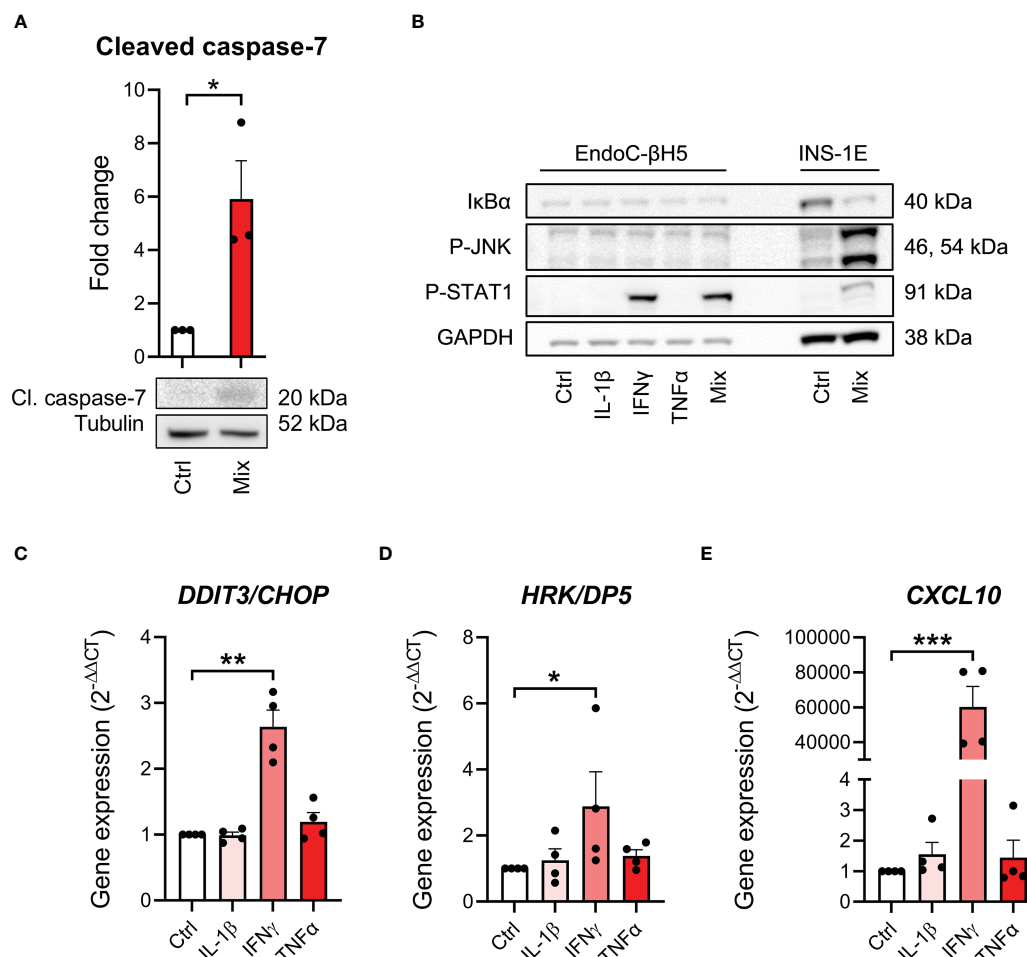 A
Cleaved caspase-7
Fold change
10
8
6
4
2
0
*
Cl. caspase-7
20 kDa
Tubulin
52 kDa
Ctrl
Mix
B
EndoC-βH5
INS-1E
IκBα
40 kDa
P-JNK
46, 54 kDa
P-STAT1
91 kDa
GAPDH
38 kDa
Ctrl
IL-1β
IFNγ
TNFα
Mix
Ctrl
Mix
C
DDIT3/CHOP
Gene expression (2-ΔΔCT)
4
3
2
1
0
**
Ctrl
IL-1β
IFNγ
TNFα
D
HRK/DP5
Gene expression (2-ΔΔCT)
8
6
4
2
0
*
Ctrl
IL-1β
IFNγ
TNFα
E
CXCL10
Gene expression (2-ΔΔCT)
100000
80000
60000
40000
4
3
2
1
0
***
Ctrl
IL-1β
IFNγ
TNFα